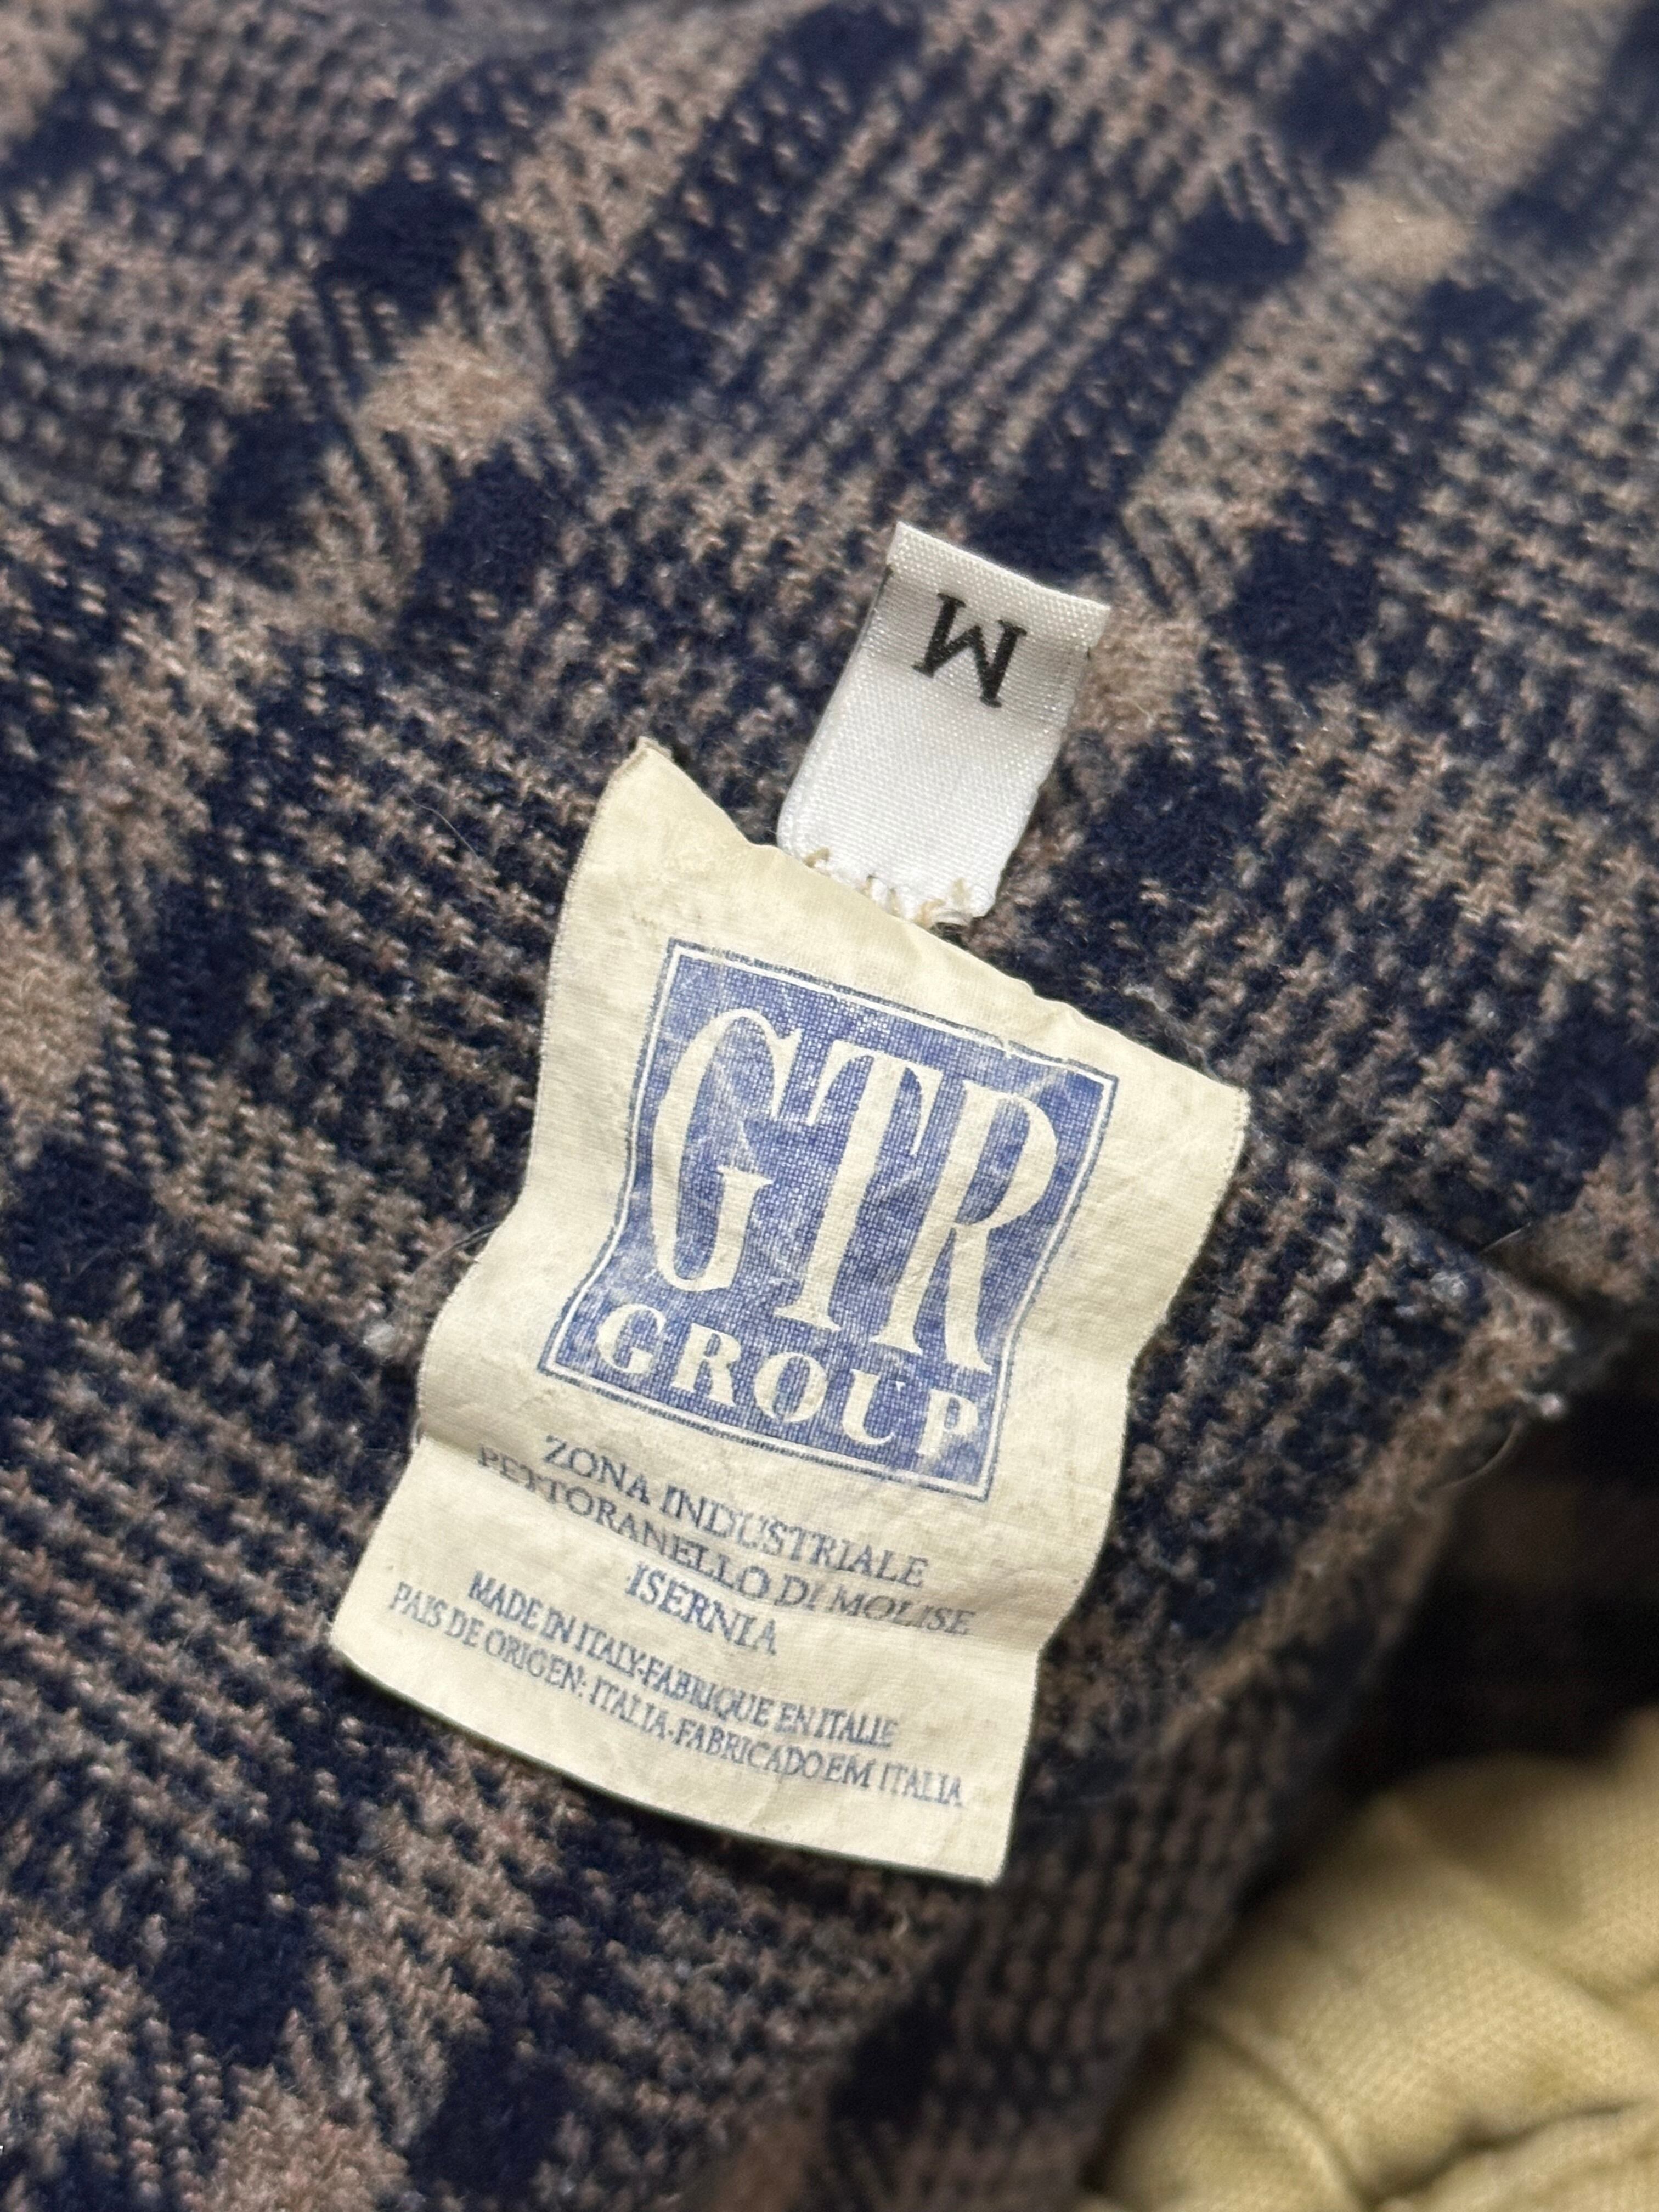 M
GTR
GROUP
ZONA INDUSTRIALE
PETTORANELLO DI MOLISE
ISERNIA
MADE IN ITALY-FABRIQUE EN ITALIE
PAIS DE ORIGEN: ITALIA-FABRICADO EM ITALIA